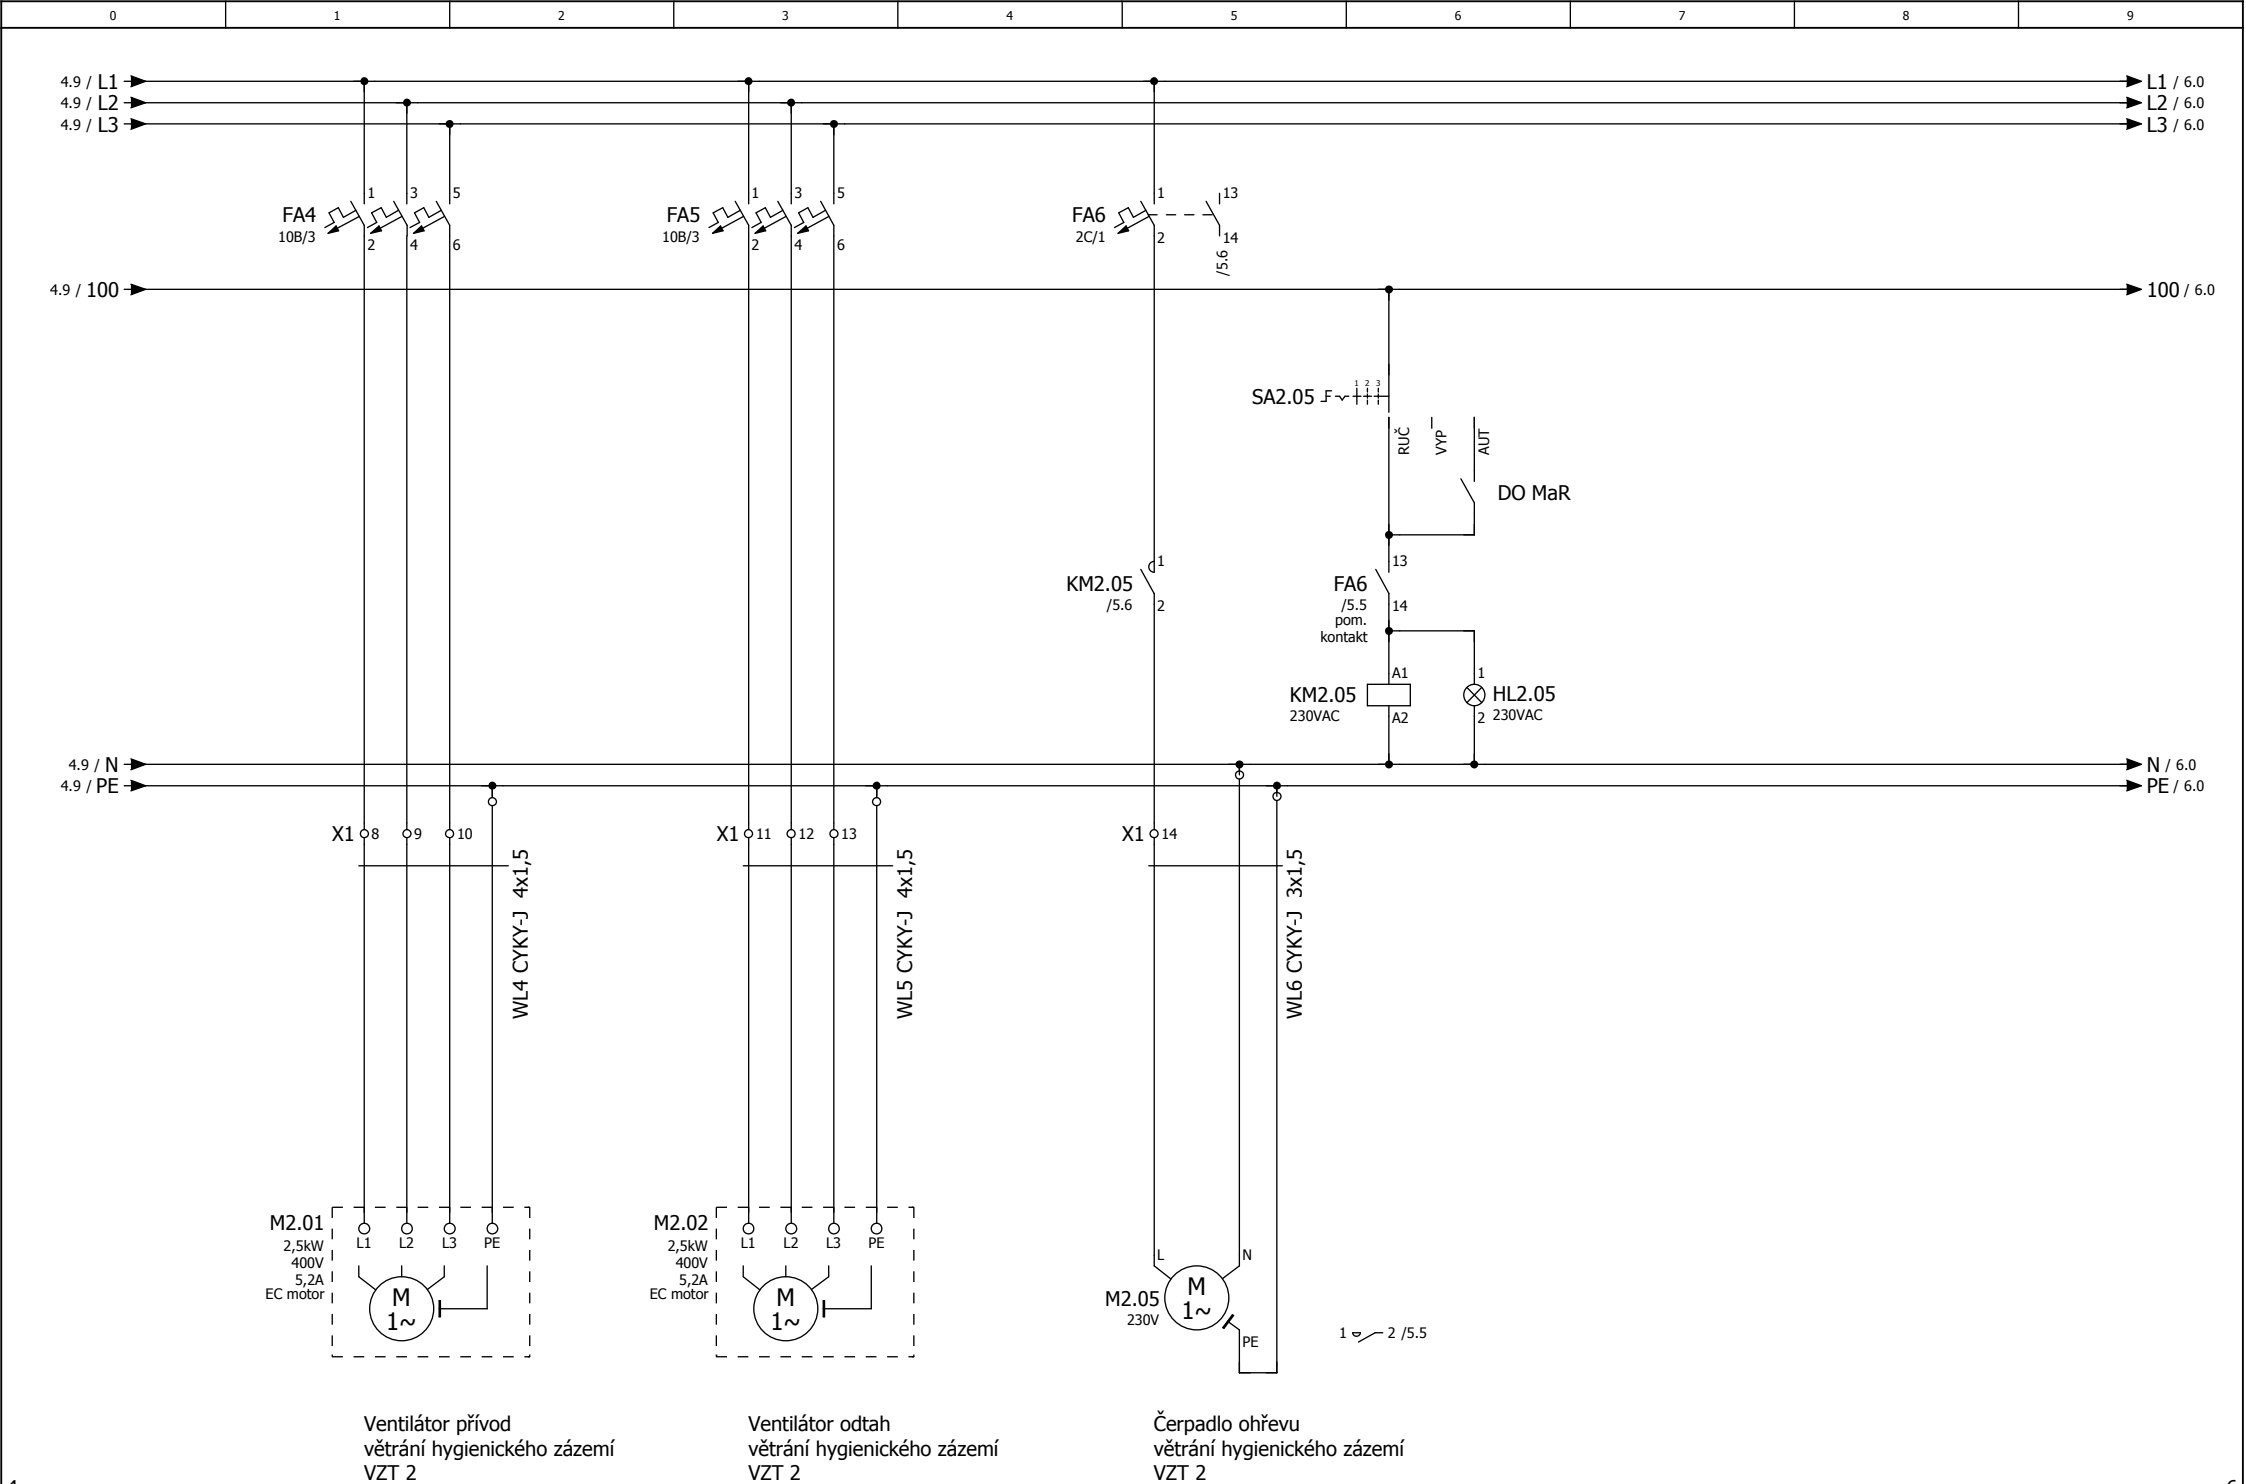 0 1 2 3 4 5 6 7 8 9
4.9 / L1
L1 / 6.0
4.9 / L2
L2 / 6.0
4.9 / L3
L3 / 6.0
1 3 5
FA4
10B/3
2 4 6
1 3 5
FA5
10B/3
2 4 6
1 13
FA6
2C/1
2 14
/5.6
4.9 / 100
100 / 6.0
1 2 3
SA2.05
RUČ
VYP
AUT
DO MaR
1
KM2.05
/5.6
2
13
FA6
/5.5
14
pom.
kontakt
A1
KM2.05
230VAC
A2
1
HL2.05
2
230VAC
4.9 / N
N / 6.0
4.9 / PE
PE / 6.0
X1 8 9 10
X1 11 12 13
X1 14
WL4 CYKY-J 4x1,5
WL5 CYKY-J 4x1,5
WL6 CYKY-J 3x1,5
M2.01
2,5kW
400V
5,2A
EC motor
L1 L2 L3 PE
M
1~
M2.02
2,5kW
400V
5,2A
EC motor
L1 L2 L3 PE
M
1~
L N
M
1~
M2.05
230V
PE
1 2 /5.5
Ventilátor přívod
větrání hygienického zázemí
VZT 2
Ventilátor odtah
větrání hygienického zázemí
VZT 2
Čerpadlo ohřevu
větrání hygienického zázemí
VZT 2